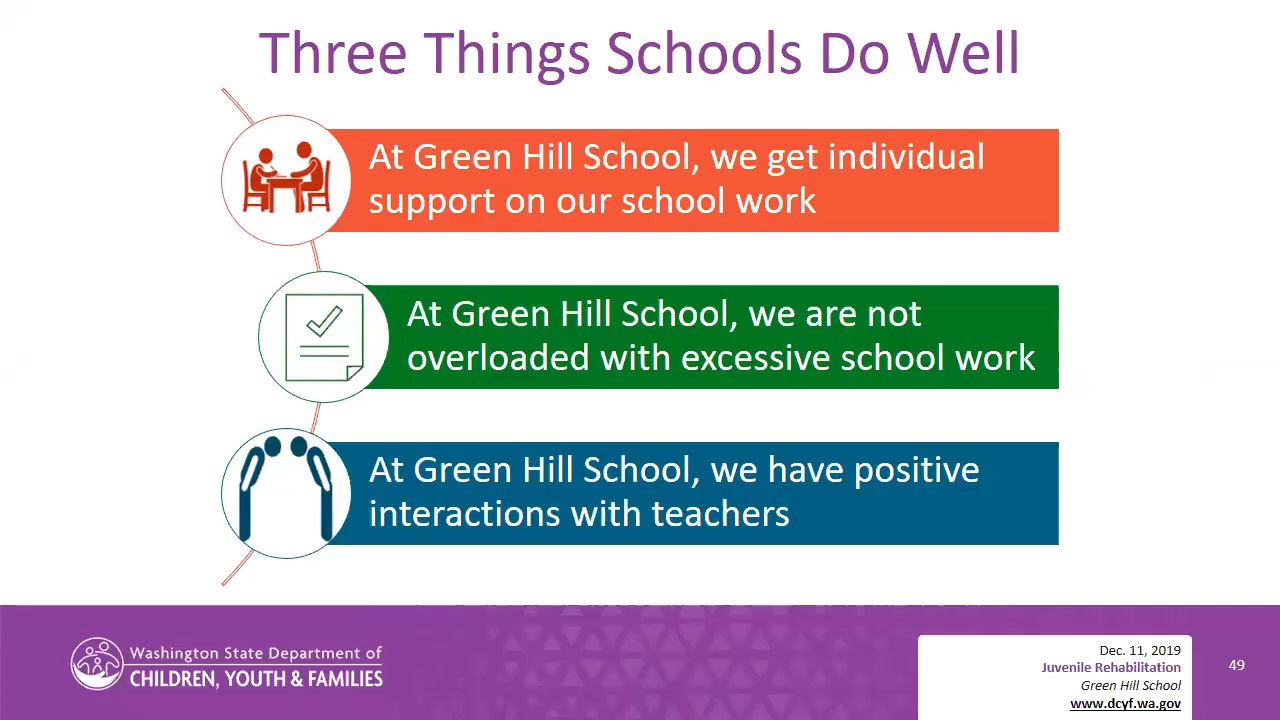 Three Things Schools Do Well
At Green Hill School, we get individual
support on our school work
At Green Hill School, we are not
overloaded with excessive school work
At Green Hill School, we have positive
interactions with teachers
Washington State Department of
CHILDREN, YOUTH & FAMILIES
Dec. 11, 2019
Juvenile Rehabilitation
Green Hill School
www.dcyf.wa.gov
49